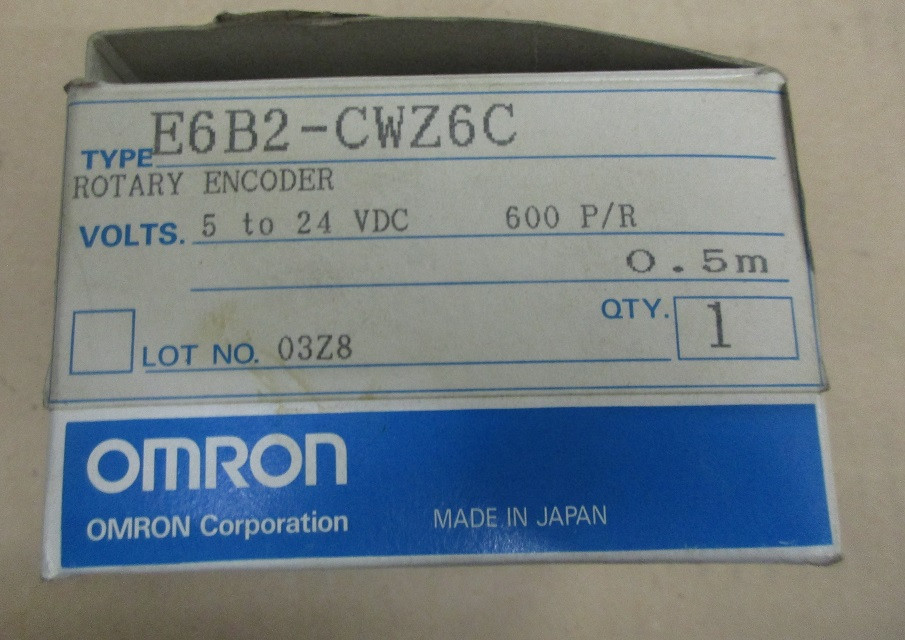 TYPE E6B2-CWZ6C
ROTARY ENCODER
VOLTS. 5 to 24 VDC 600 P/R
0.5m
QTY. 1
LOT NO. 03Z8
OMRON
OMRON Corporation MADE IN JAPAN